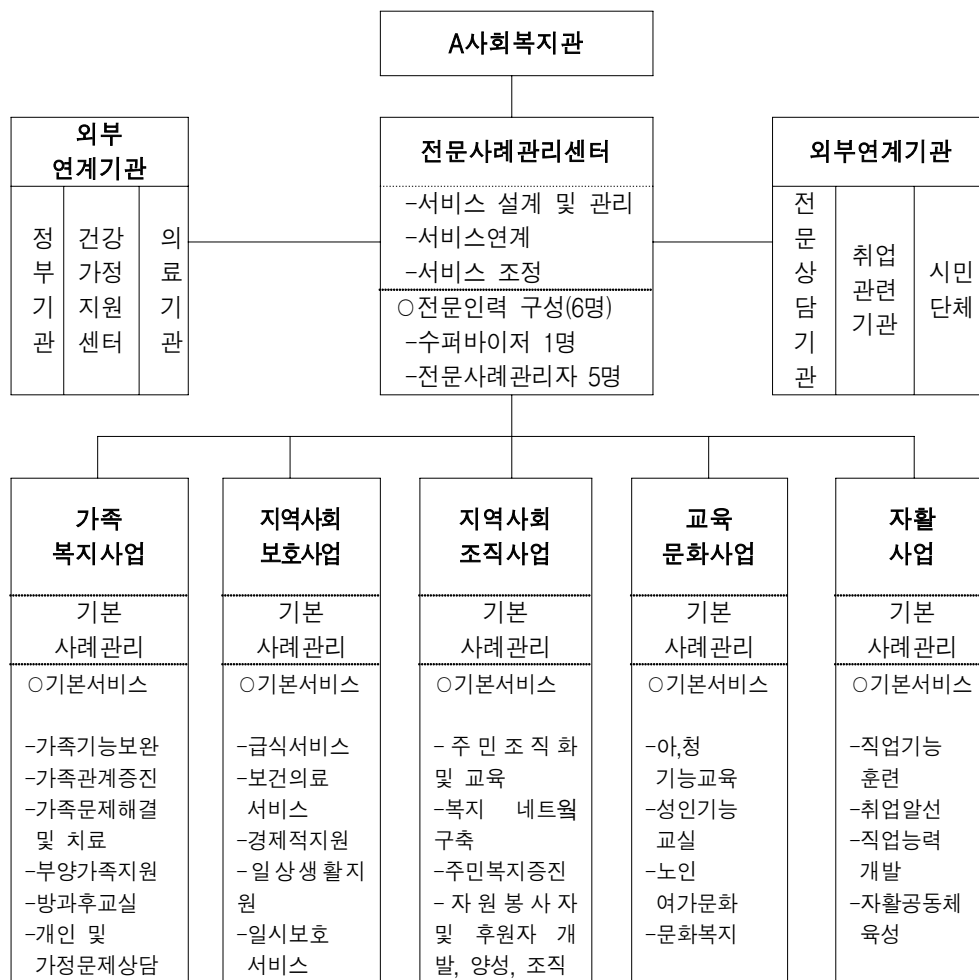 A사회복지관
외부
연계기관
정부기관
건강
가정
지원
센터
의료기관
전문사례관리센터
-서비스 설계 및 관리
-서비스연계
-서비스 조정
○전문인력 구성(6명)
-수퍼바이저 1명
-전문사례관리자 5명
외부연계기관
전문상담기관
취업
관련
기관
시민
단체
가족
복지사업
기본
사례관리
○기본서비스
-가족기능보완
-가족관계증진
-가족문제해결
및 치료
-부양가족지원
-방과후교실
-개인 및
가정문제상담
지역사회
보호사업
기본
사례관리
○기본서비스
-급식서비스
-보건의료
서비스
-경제적지원
-일상생활지
원
-일시보호
서비스
지역사회
조직사업
기본
사례관리
○기본서비스
-주민조직화
및 교육
-복지 네트웍
구축
-주민복지증진
-자원봉사자
및 후원자 개
발, 양성, 조직
교육
문화사업
기본
사례관리
○기본서비스
-아,청
기능교육
-성인기능
교실
-노인
여가문화
-문화복지
자활
사업
기본
사례관리
○기본서비스
-직업기능
훈련
-취업알선
-직업능력
개발
-자활공동체
육성